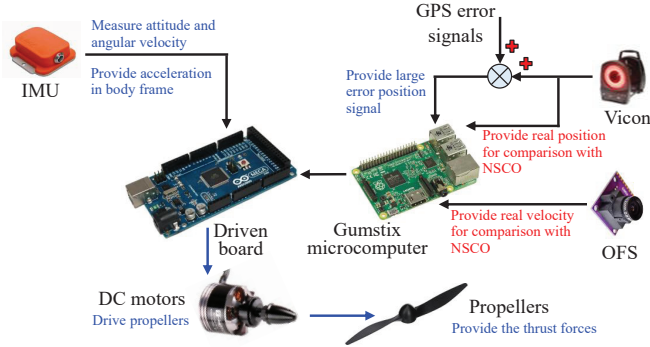 GPS error
signals
Measure attitude and
angular velocity
Provide acceleration
in body frame
IMU
Provide large
error position
signal
Vicon
Provide real position
for comparison with
NSCO
Provide real velocity
for comparison with
NSCO
OFS
MEGA
Driven
board
Gumstix
microcomputer
DC motors
Drive propellers
Propellers
Provide the thrust forces